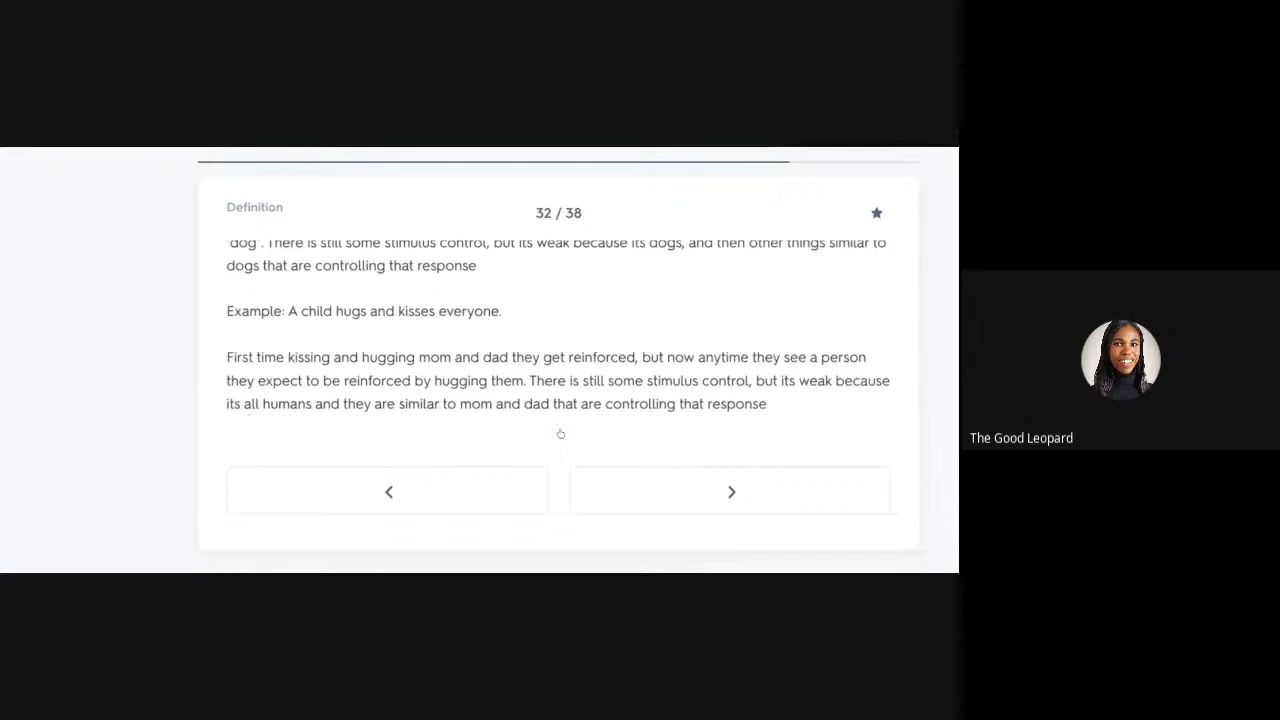 Definition
32 / 38
'dog'. There is still some stimulus control, but its weak because its dogs, and then other things similar to
dogs that are controlling that response
Example: A child hugs and kisses everyone.
First time kissing and hugging mom and dad they get reinforced, but now anytime they see a person
they expect to be reinforced by hugging them. There is still some stimulus control, but its weak because
its all humans and they are similar to mom and dad that are controlling that response
The Good Leopard